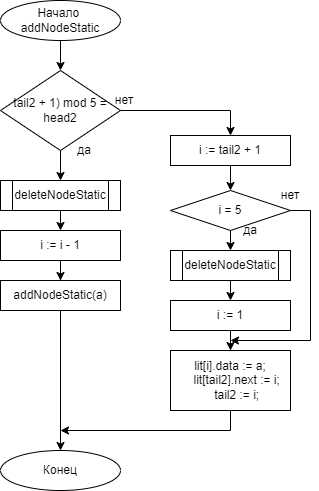 Начало
addNodeStatic
tail2 + 1) mod 5 =
head2
нет
да
i := tail2 + 1
deleteNodeStatic
i = 5
нет
да
i := i - 1
deleteNodeStatic
addNodeStatic(a)
i := 1
lit[i].data := a;
lit[tail2].next := i;
tail2 := i;
Конец